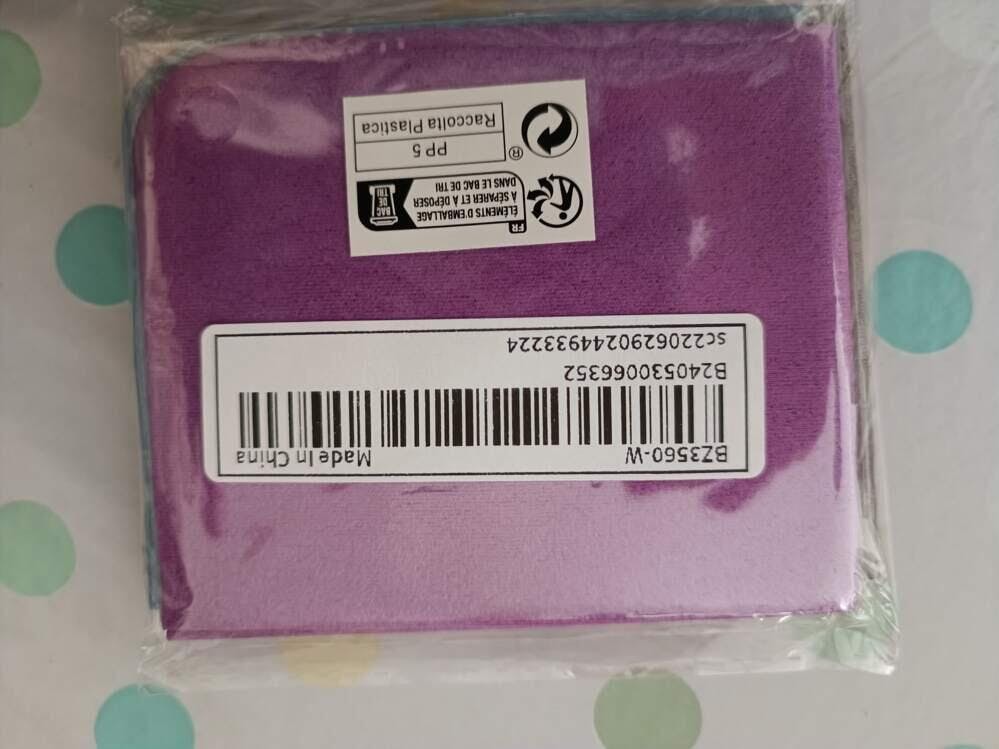 BZ3560-W
Made In China
B240530066352
sc2206290244933224
FR
ÉLÉMENTS D'EMBALLAGE
À SÉPARER ET À DÉPOSER
DANS LE BAC DE TRI
BAC
DE
TRI
®
PP 5
Raccolta Plastica